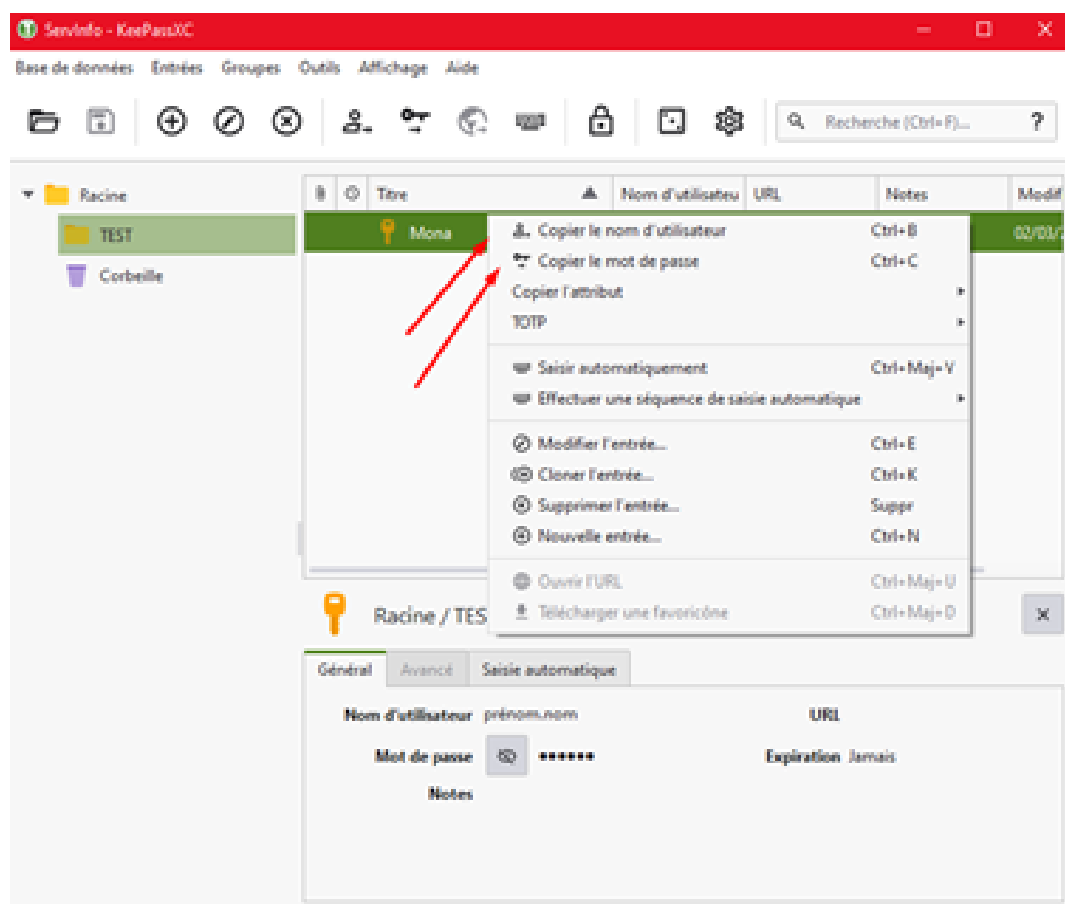 ServInfo - KeePassXC
Base de données Entrées Groupes Outils Affichage Aide
Recherche (Ctrl+F)... ?
Racine
TEST
Corbeille
Titre Nom d'utilisateu URL Notes Modif
Mona 02/03/2
Copier le nom d'utilisateur Ctrl+B
Copier le mot de passe Ctrl+C
Copier l'attribut
TOTP
Saisir automatiquement Ctrl+Maj+V
Effectuer une séquence de saisie automatique
Modifier l'entrée... Ctrl+E
Cloner l'entrée... Ctrl+K
Supprimer l'entrée... Suppr
Nouvelle entrée... Ctrl+N
Ouvrir l'URL Ctrl+Maj+U
Télécharger une favoricône Ctrl+Maj+D
Racine / TES
Général Avancé Saisie automatique
Nom d'utilisateur prénom.nom URL
Mot de passe ●●●●●● Expiration Jamais
Notes